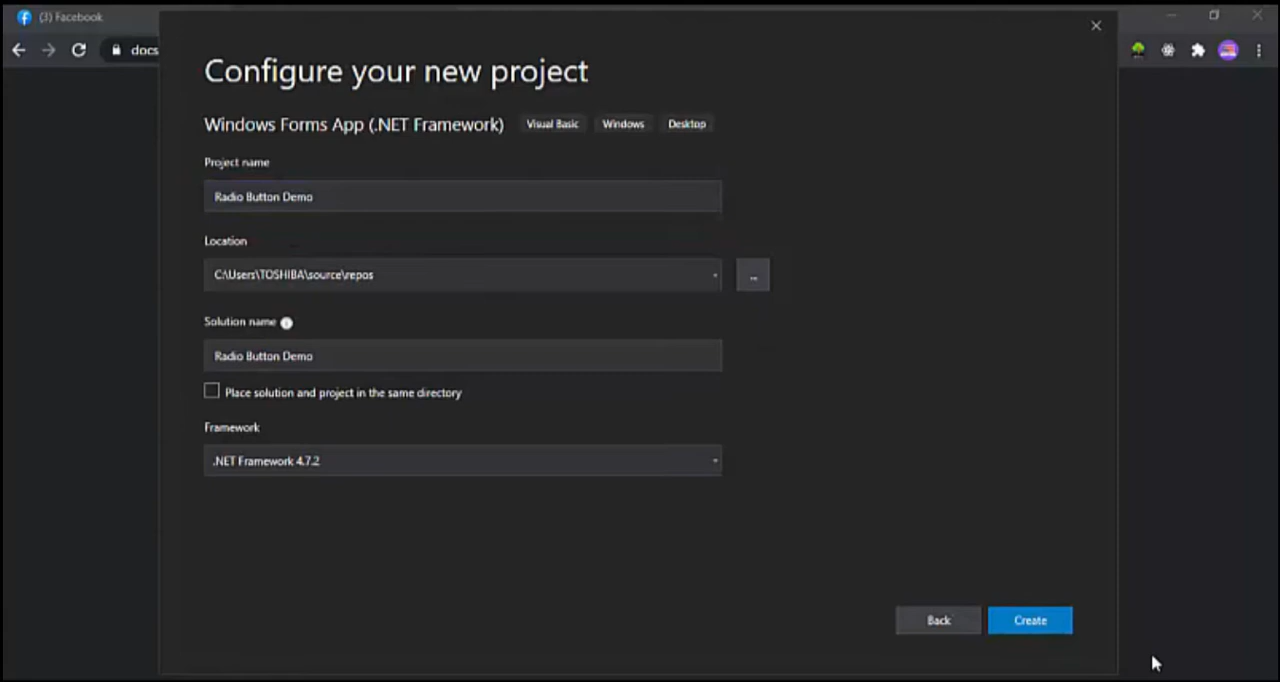 (3) Facebook
docs
Configure your new project
Windows Forms App (.NET Framework) Visual Basic Windows Desktop
Project name
Radio Button Demo
Location
C:\Users\TOSHIBA\source\repos
...
Solution name
Radio Button Demo
Place solution and project in the same directory
Framework
.NET Framework 4.7.2
Back Create